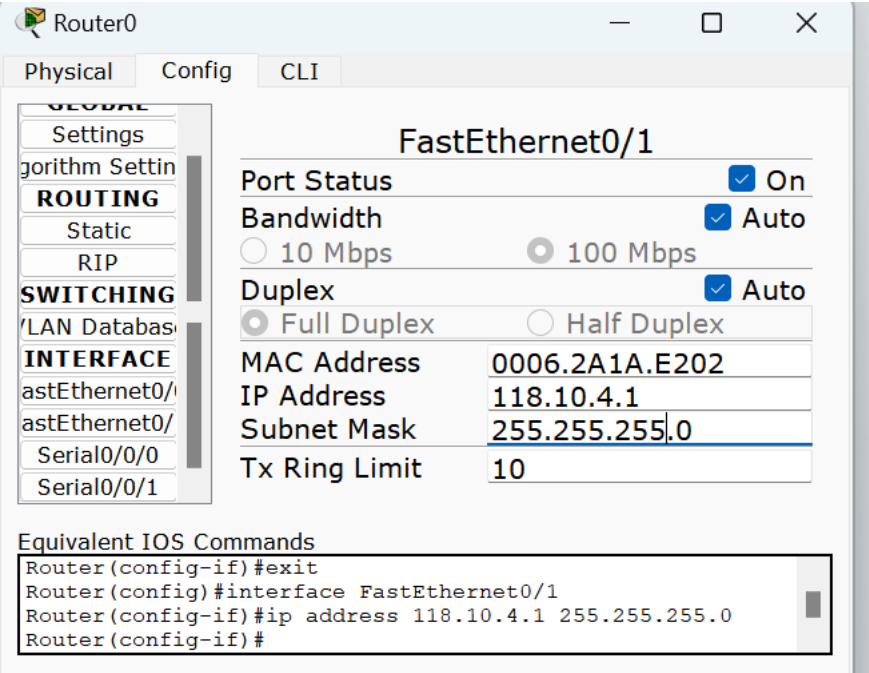 Router0
Physical Config CLI
GLOBAL
Settings
gorithm Settin
ROUTING
Static
RIP
SWITCHING
VLAN Databas
INTERFACE
astEthernet0/0
astEthernet0/
Serial0/0/0
Serial0/0/1
FastEthernet0/1
Port Status On
Bandwidth Auto
10 Mbps 100 Mbps
Duplex Auto
Full Duplex Half Duplex
MAC Address 0006.2A1A.E202
IP Address 118.10.4.1
Subnet Mask 255.255.255.0
Tx Ring Limit 10
Equivalent IOS Commands
Router(config-if)#exit
Router(config)#interface FastEthernet0/1
Router(config-if)#ip address 118.10.4.1 255.255.255.0
Router(config-if)#